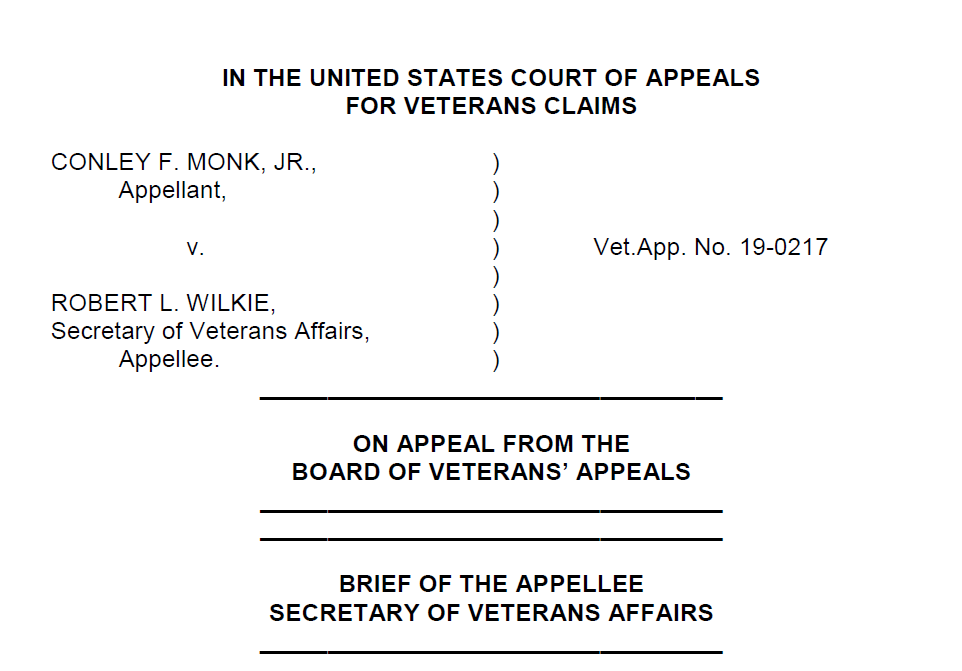 IN THE UNITED STATES COURT OF APPEALS
FOR VETERANS CLAIMS
CONLEY F. MONK, JR., )
Appellant, )
)
v. ) Vet.App. No. 19-0217
)
ROBERT L. WILKIE, )
Secretary of Veterans Affairs, )
Appellee. )
ON APPEAL FROM THE
BOARD OF VETERANS’ APPEALS
BRIEF OF THE APPELLEE
SECRETARY OF VETERANS AFFAIRS